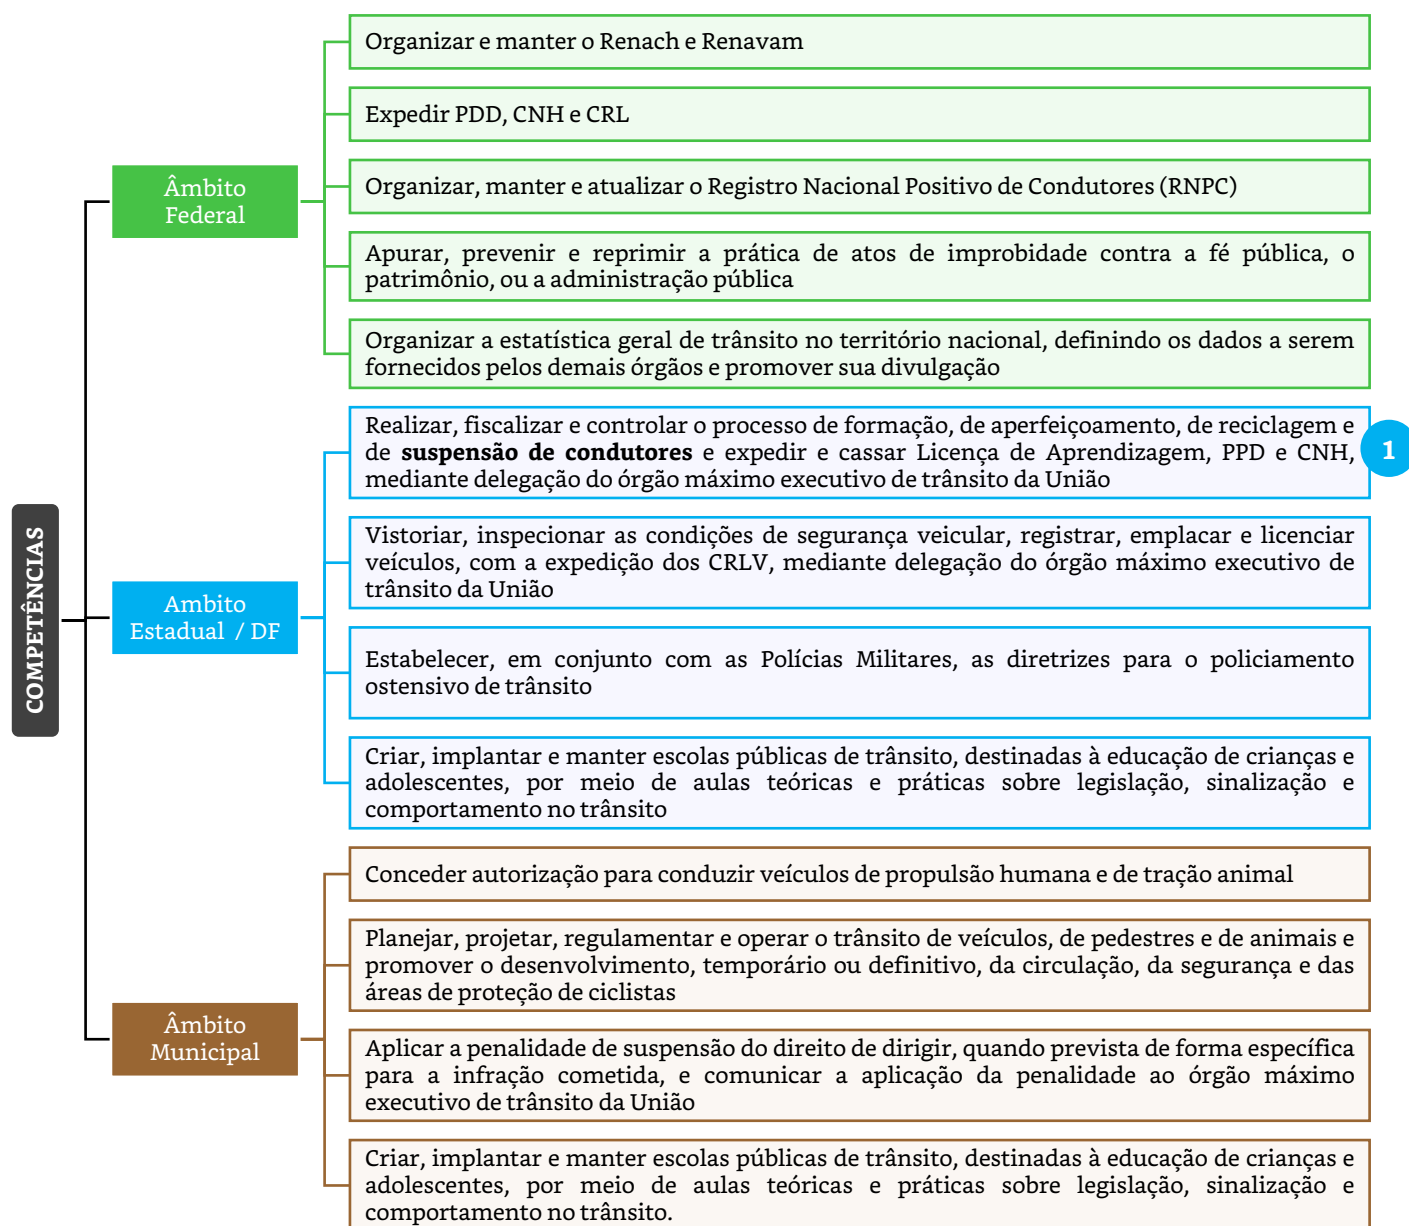 COMPETÊNCIAS
Âmbito
Federal
Organizar e manter o Renach e Renavam
Expedir PDD, CNH e CRL
Organizar, manter e atualizar o Registro Nacional Positivo de Condutores (RNPC)
Apurar, prevenir e reprimir a prática de atos de improbidade contra a fé pública, o
patrimônio, ou a administração pública
Organizar a estatística geral de trânsito no território nacional, definindo os dados a serem
fornecidos pelos demais órgãos e promover sua divulgação
Ambito
Estadual / DF
Realizar, fiscalizar e controlar o processo de formação, de aperfeiçoamento, de reciclagem e
de suspensão de condutores e expedir e cassar Licença de Aprendizagem, PPD e CNH,
mediante delegação do órgão máximo executivo de trânsito da União
1
Vistoriar, inspecionar as condições de segurança veicular, registrar, emplacar e licenciar
veículos, com a expedição dos CRLV, mediante delegação do órgão máximo executivo de
trânsito da União
Estabelecer, em conjunto com as Polícias Militares, as diretrizes para o policiamento
ostensivo de trânsito
Criar, implantar e manter escolas públicas de trânsito, destinadas à educação de crianças e
adolescentes, por meio de aulas teóricas e práticas sobre legislação, sinalização e
comportamento no trânsito
Âmbito
Municipal
Conceder autorização para conduzir veículos de propulsão humana e de tração animal
Planejar, projetar, regulamentar e operar o trânsito de veículos, de pedestres e de animais e
promover o desenvolvimento, temporário ou definitivo, da circulação, da segurança e das
áreas de proteção de ciclistas
Aplicar a penalidade de suspensão do direito de dirigir, quando prevista de forma específica
para a infração cometida, e comunicar a aplicação da penalidade ao órgão máximo
executivo de trânsito da União
Criar, implantar e manter escolas públicas de trânsito, destinadas à educação de crianças e
adolescentes, por meio de aulas teóricas e práticas sobre legislação, sinalização e
comportamento no trânsito.